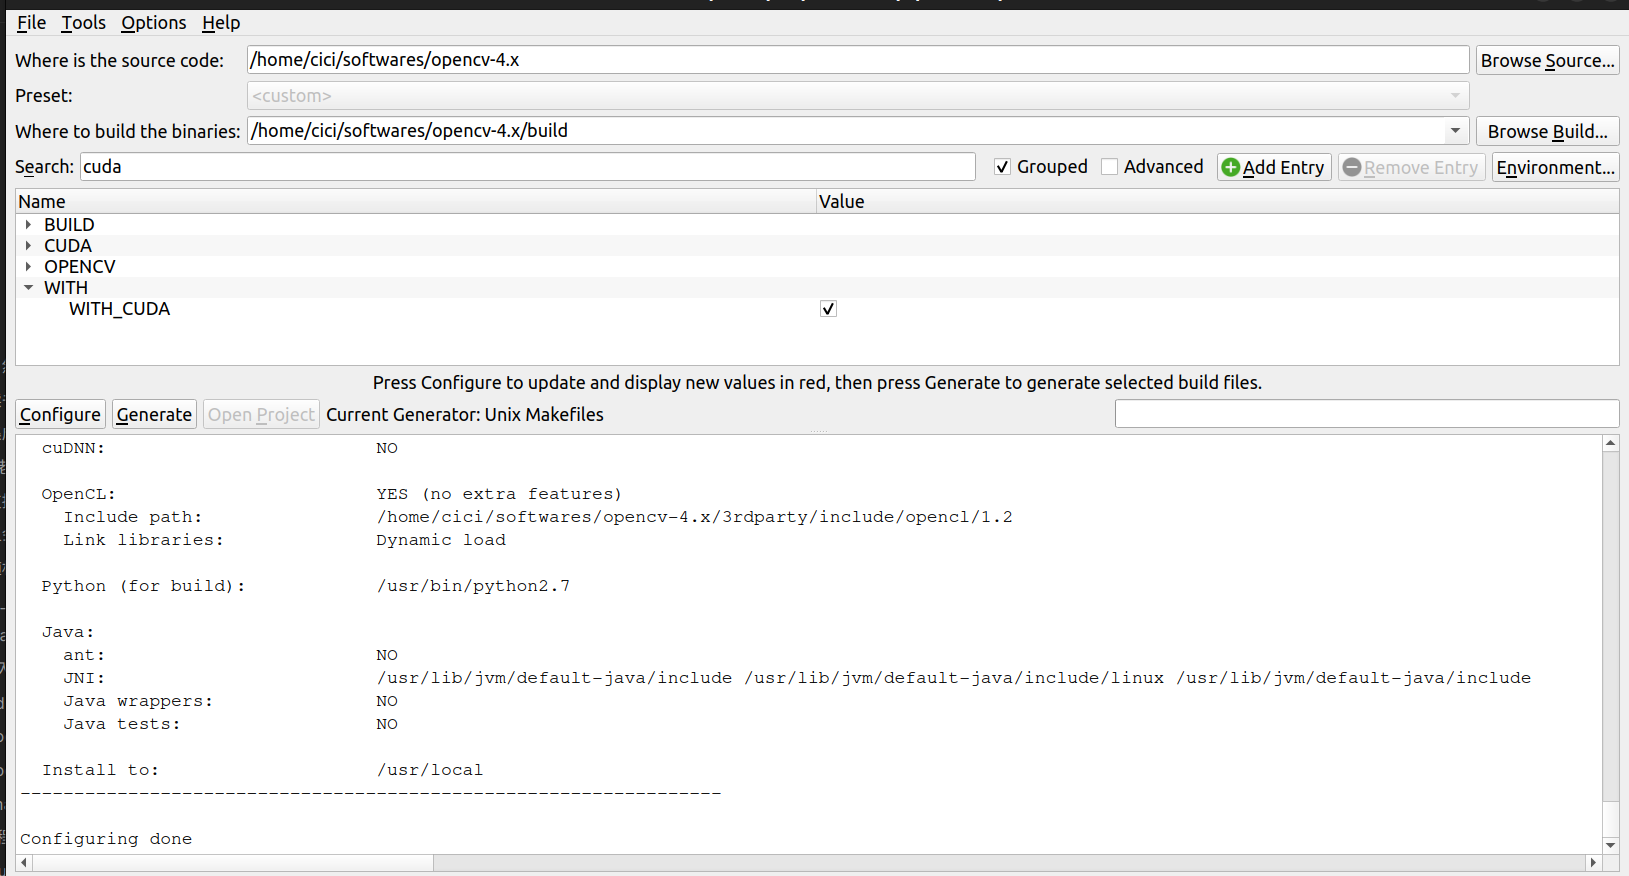 File Tools Options Help
Where is the source code: /home/cici/softwares/opencv-4.x Browse Source...
Preset: <custom>
Where to build the binaries: /home/cici/softwares/opencv-4.x/build Browse Build...
Search: cuda Grouped Advanced Add Entry Remove Entry Environment...
Name Value
BUILD
CUDA
OPENCV
WITH
WITH_CUDA
Press Configure to update and display new values in red, then press Generate to generate selected build files.
Configure Generate Open Project Current Generator: Unix Makefiles
cuDNN: NO
OpenCL: YES (no extra features)
Include path: /home/cici/softwares/opencv-4.x/3rdparty/include/opencl/1.2
Link libraries: Dynamic load
Python (for build): /usr/bin/python2.7
Java:
ant: NO
JNI: /usr/lib/jvm/default-java/include /usr/lib/jvm/default-java/include/linux /usr/lib/jvm/default-java/include
Java wrappers: NO
Java tests: NO
Install to: /usr/local
-----------------------------------------------------------------
Configuring done